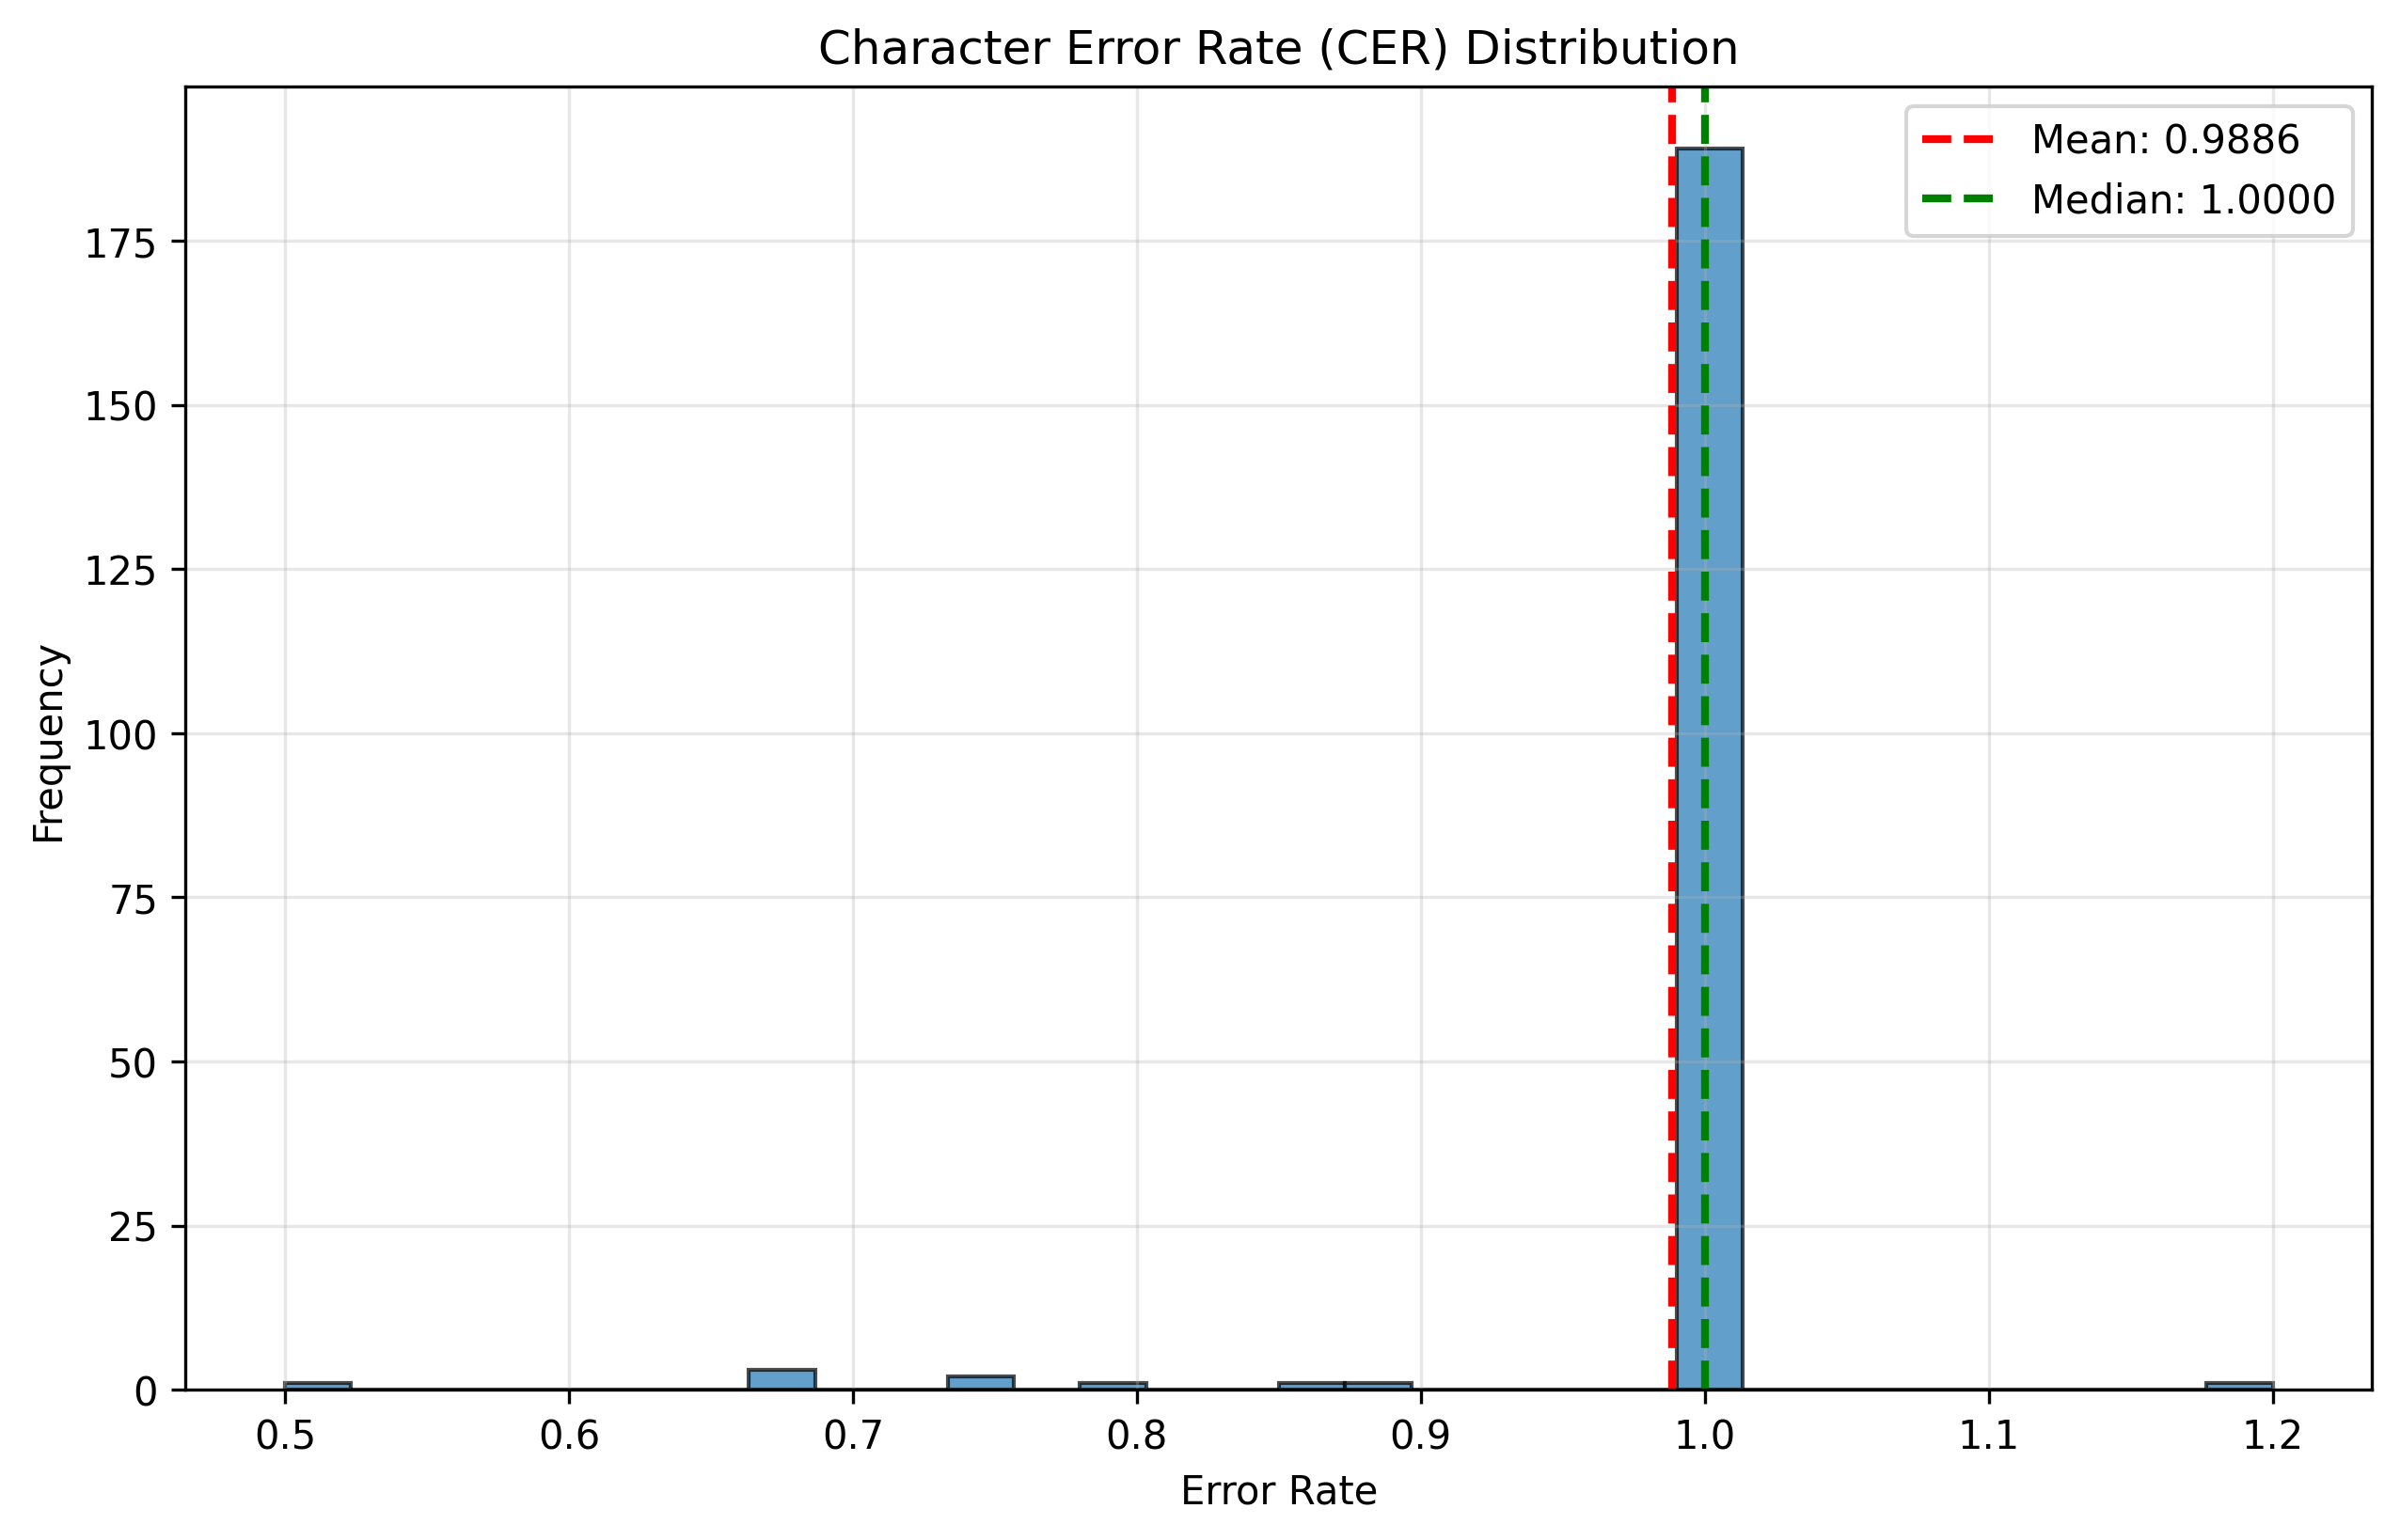 Character Error Rate (CER) Distribution
Mean: 0.9886
Median: 1.0000
Frequency
175
150
125
100
75
50
25
0
0.5 0.6 0.7 0.8 0.9 1.0 1.1 1.2
Error Rate